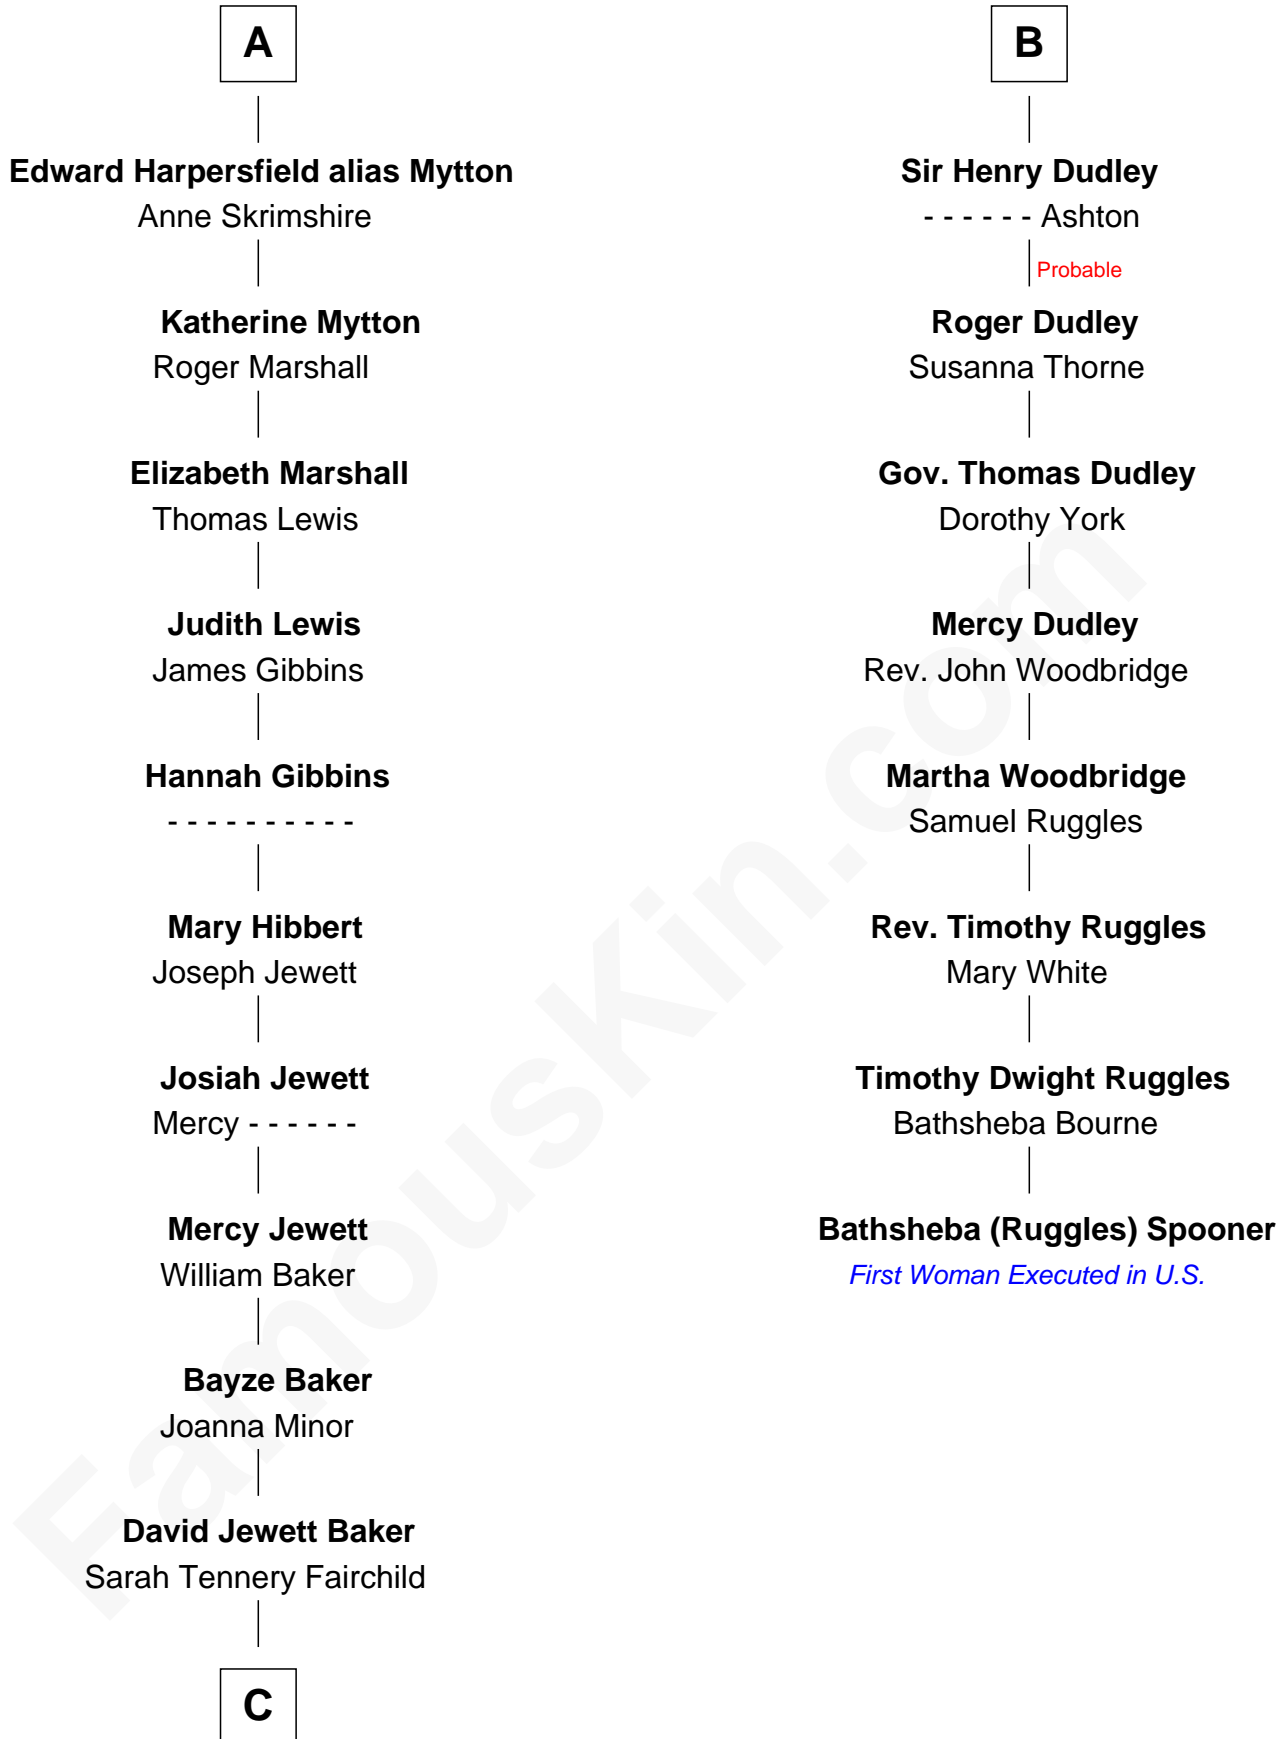 A
Edward Harpersfield alias Mytton
Anne Skrimshire
Katherine Mytton
Roger Marshall
Elizabeth Marshall
Thomas Lewis
Judith Lewis
James Gibbins
Hannah Gibbins
- - - - - - - - - -
Mary Hibbert
Joseph Jewett
Josiah Jewett
Mercy - - - - - -
Mercy Jewett
William Baker
Bayze Baker
Joanna Minor
David Jewett Baker
Sarah Tennery Fairchild
C
B
Sir Henry Dudley
- - - - - - Ashton
Probable
Roger Dudley
Susanna Thorne
Gov. Thomas Dudley
Dorothy York
Mercy Dudley
Rev. John Woodbridge
Martha Woodbridge
Samuel Ruggles
Rev. Timothy Ruggles
Mary White
Timothy Dwight Ruggles
Bathsheba Bourne
Bathsheba (Ruggles) Spooner
First Woman Executed in U.S.
FamousKin.com